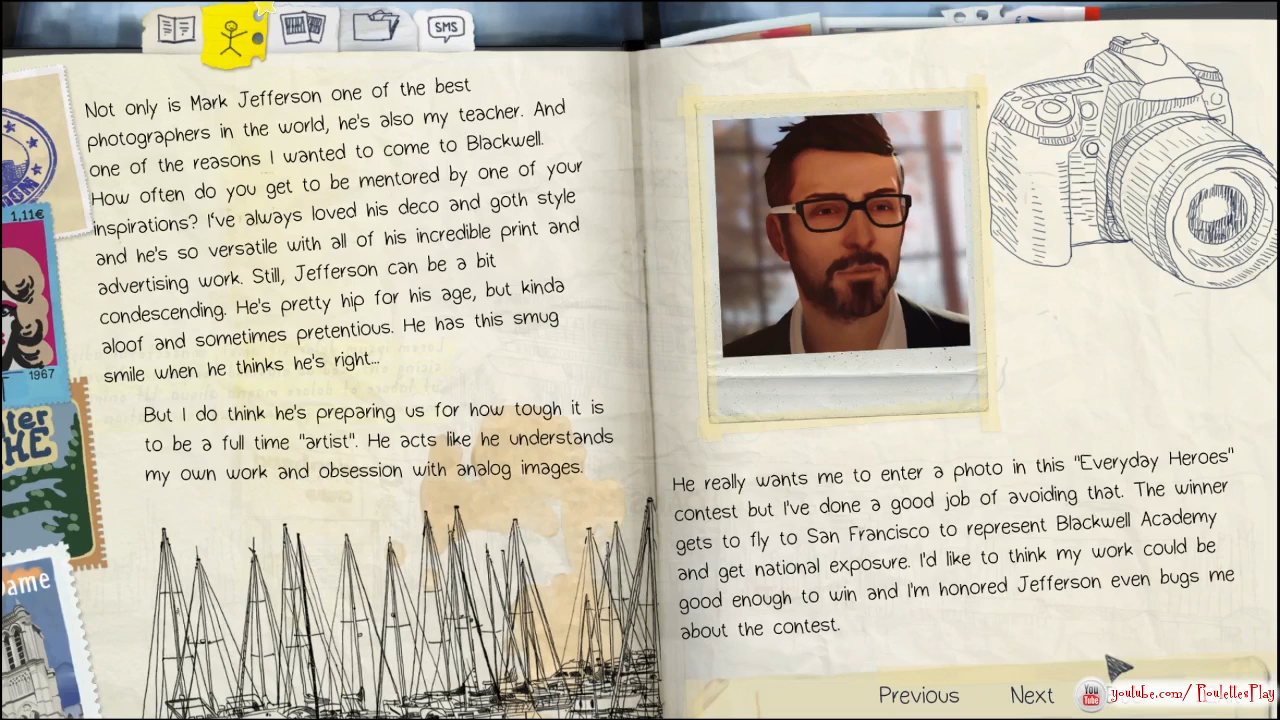 SMS
Not only is Mark Jefferson one of the best
photographers in the world, he's also my teacher. And
one of the reasons I wanted to come to Blackwell.
How often do you get to be mentored by one of your
inspirations? I've always loved his deco and goth style
and he's so versatile with all of his incredible print and
advertising work. Still, Jefferson can be a bit
condescending. He's pretty hip for his age, but kinda
aloof and sometimes pretentious. He has this smug
smile when he thinks he's right...
But I do think he's preparing us for how tough it is
to be a full time "artist". He acts like he understands
my own work and obsession with analog images.
1,11€
1967
He really wants me to enter a photo in this "Everyday Heroes"
contest but I've done a good job of avoiding that. The winner
gets to fly to San Francisco to represent Blackwell Academy
and get national exposure. I'd like to think my work could be
good enough to win and I'm honored Jefferson even bugs me
about the contest.
Previous Next
You Tube youtube.com/RoulettesPlay